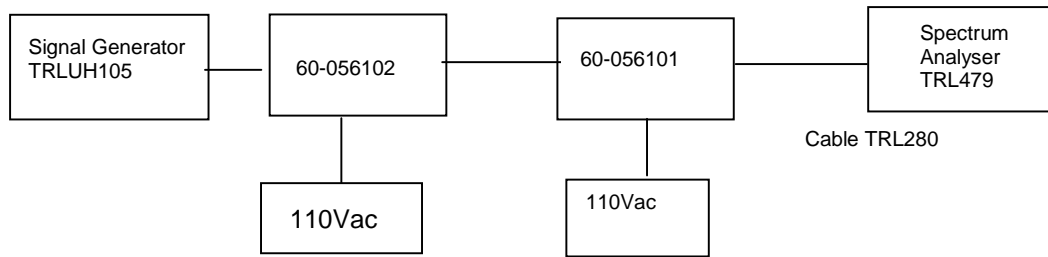 Signal Generator
TRLUH105
60-056102
60-056101
Spectrum
Analyser
TRL479
Cable TRL280
110Vac
110Vac